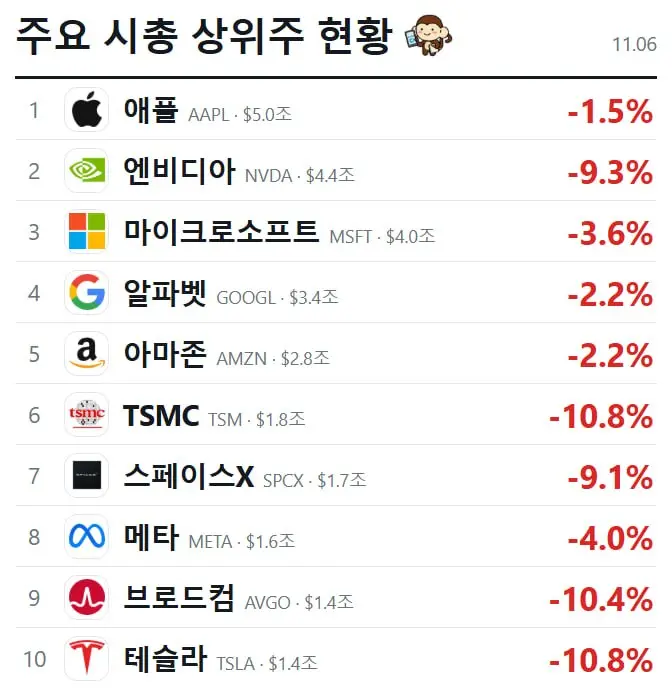 주요 시총 상위주 현황
11.06
1 애플 AAPL · $5.0조 -1.5%
2 엔비디아 NVDA · $4.4조 -9.3%
3 마이크로소프트 MSFT · $4.0조 -3.6%
4 알파벳 GOOGL · $3.4조 -2.2%
5 아마존 AMZN · $2.8조 -2.2%
6 tsmc TSMC TSM · $1.8조 -10.8%
7 스페이스X SPCX · $1.7조 -9.1%
8 메타 META · $1.6조 -4.0%
9 브로드컴 AVGO · $1.4조 -10.4%
10 테슬라 TSLA · $1.4조 -10.8%